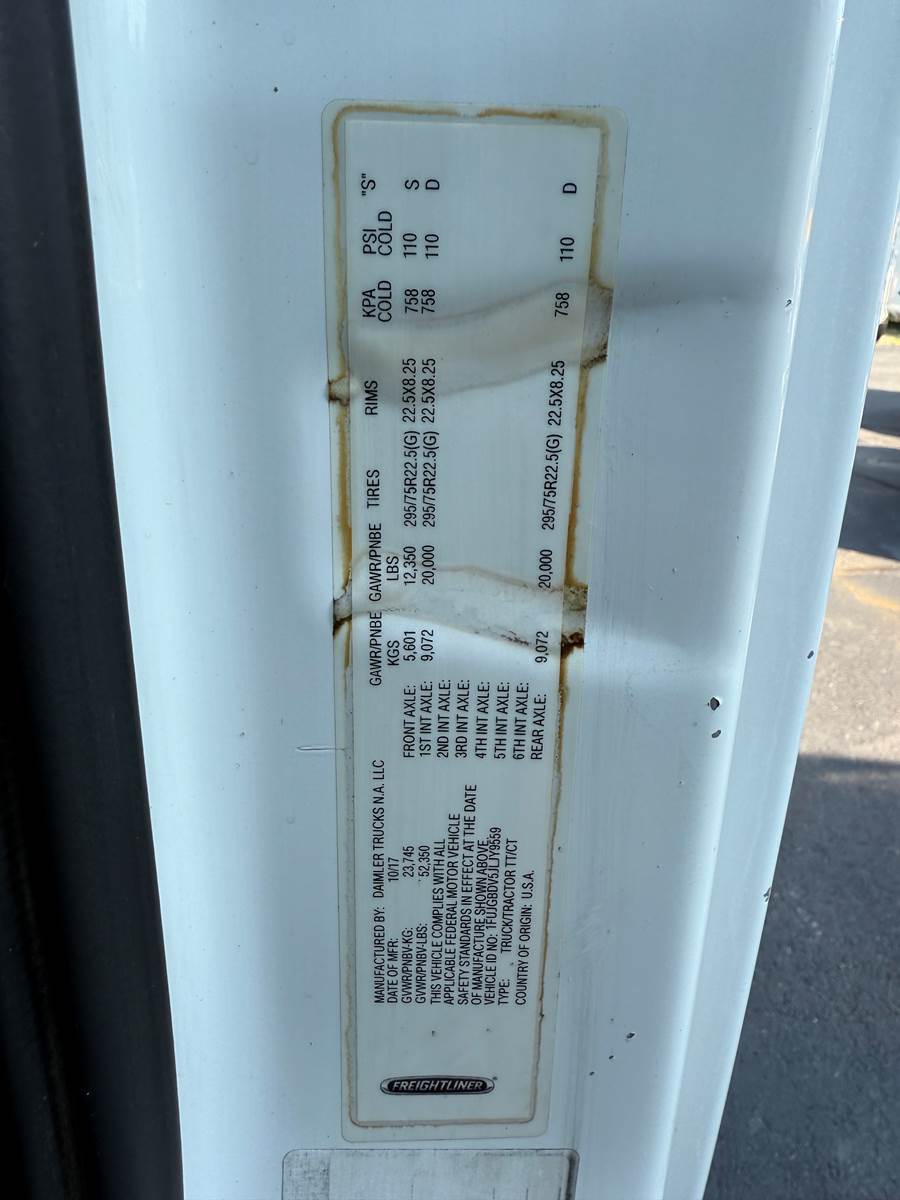 FREIGHTLINER
MANUFACTURED BY: DAIMLER TRUCKS N.A. LLC
DATE OF MFR: 10/17
GVWR/PNBV-KG: 23,745
GVWR/PNBV-LBS: 52,350
THIS VEHICLE COMPLIES WITH ALL
APPLICABLE FEDERAL MOTOR VEHICLE
SAFETY STANDARDS IN EFFECT AT THE DATE
OF MANUFACTURE SHOWN ABOVE.
VEHICLE ID NO: 1FUJGBDV5JLJY9559
TYPE: TRUCK/TRACTOR TT/CT
COUNTRY OF ORIGIN: U.S.A.
GAWR/PNBE GAWR/PNBE TIRES RIMS KPA PSI "S"
KGS LBS COLD COLD
FRONT AXLE: 5,601 12,350 295/75R22.5(G) 22.5X8.25 758 110 S
1ST INT AXLE: 9,072 20,000 295/75R22.5(G) 22.5X8.25 758 110 D
2ND INT AXLE:
3RD INT AXLE:
4TH INT AXLE:
5TH INT AXLE:
6TH INT AXLE:
REAR AXLE: 9,072 20,000 295/75R22.5(G) 22.5X8.25 758 110 D